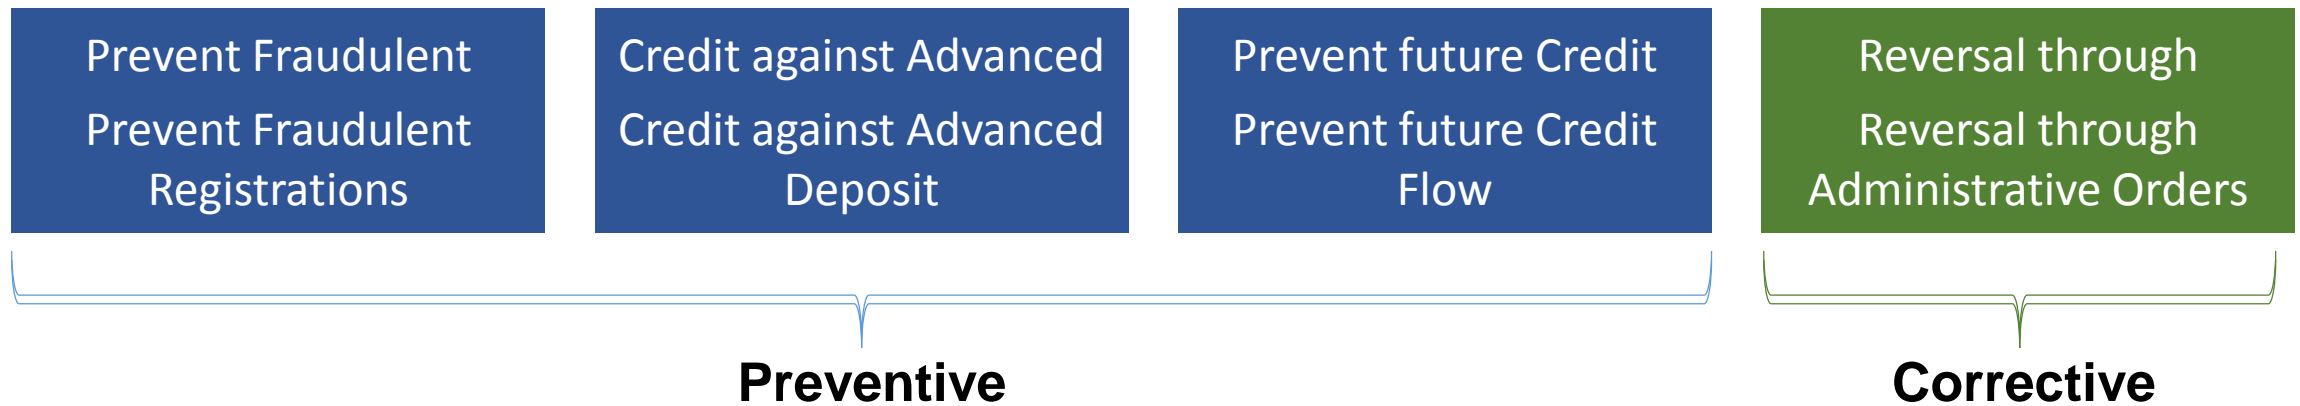 Prevent Fraudulent
Prevent Fraudulent
Registrations
Credit against Advanced
Credit against Advanced
Deposit
Prevent future Credit
Prevent future Credit
Flow
Reversal through
Reversal through
Administrative Orders
Preventive
Corrective